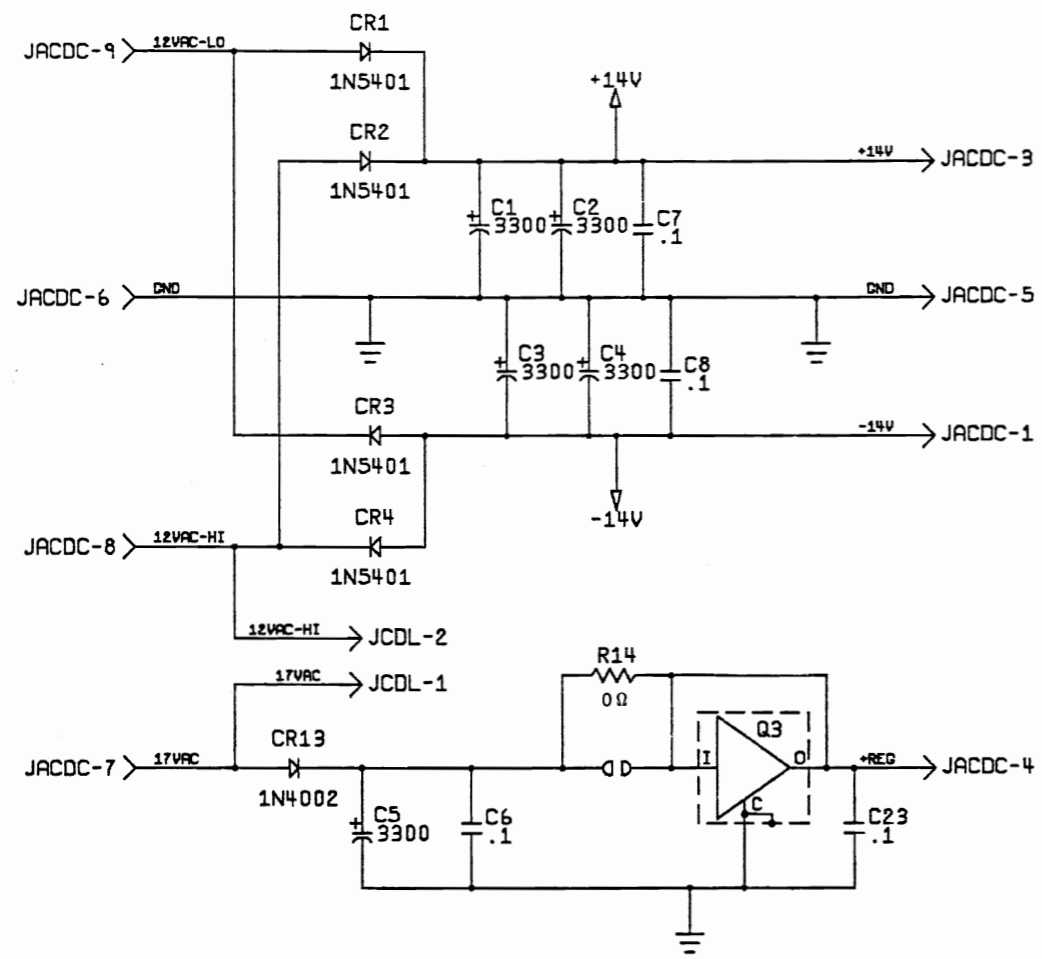 CR1
JACDC-9
12VAC-LO
1N5401
+14V
CR2
1N5401
+14V
JACDC-3
+
C1
3300
+
C2
3300
C7
.1
JACDC-6
GND
GND
JACDC-5
+
C3
3300
+
C4
3300
C8
.1
CR3
1N5401
-14V
JACDC-1
-14V
CR4
1N5401
JACDC-8
12VAC-HI
12VAC-HI
JCDL-2
17VAC
JCDL-1
R14
0Ω
JACDC-7
17VAC
CR13
1N4002
+
C5
3300
C6
.1
Q3
I
O
C
+REG
JACDC-4
C23
.1